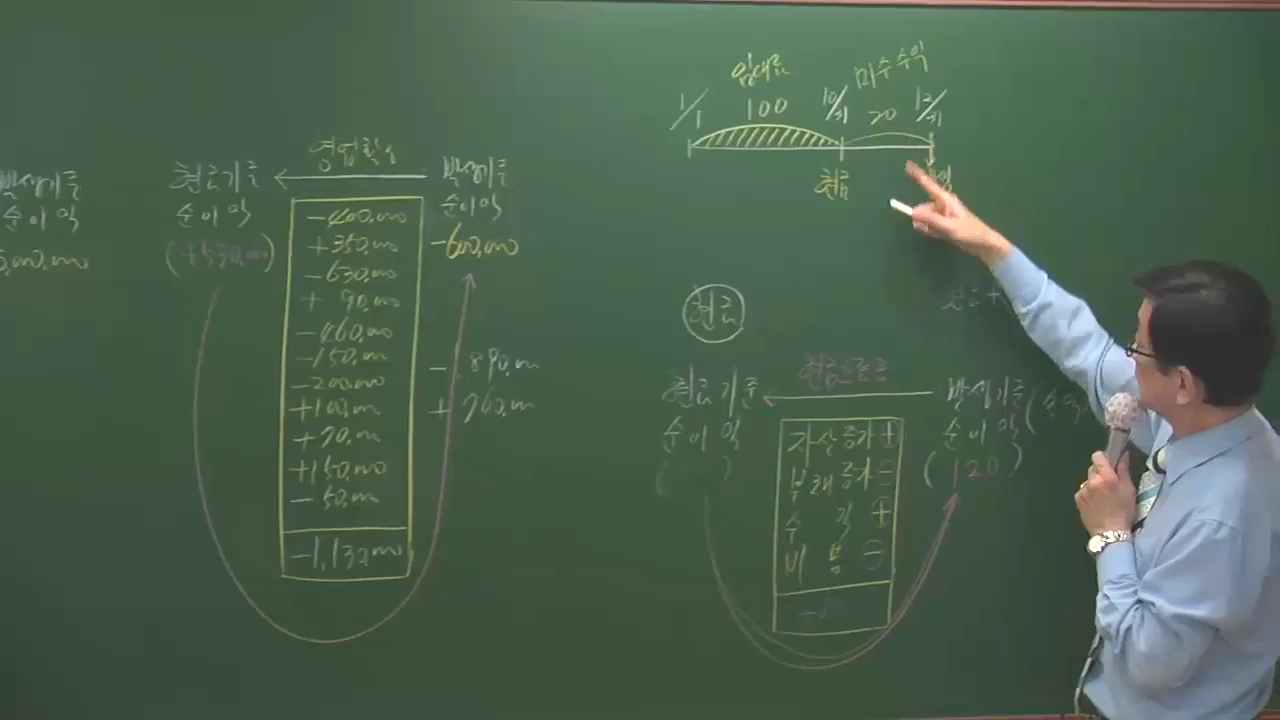 발생기준
순이익
현금기준
순이익
(+530,000)
영업활동
발생기준
순이익
-600,000
-400,000
+350,000
-630,000
+ 90,000
-460,000
-150,000
-200,000
+100,000
+70,000
+150,000
-50,000
-1,130,000
- 890,000
+ 760,000
임대료
미수수익
1/1
100
10/31
20
12/31
현금
현금
현금기준
순이익
현금흐름
발생기준
순이익
(120)
자산증가 +
부채증가 -
수 익 +
비 용 -